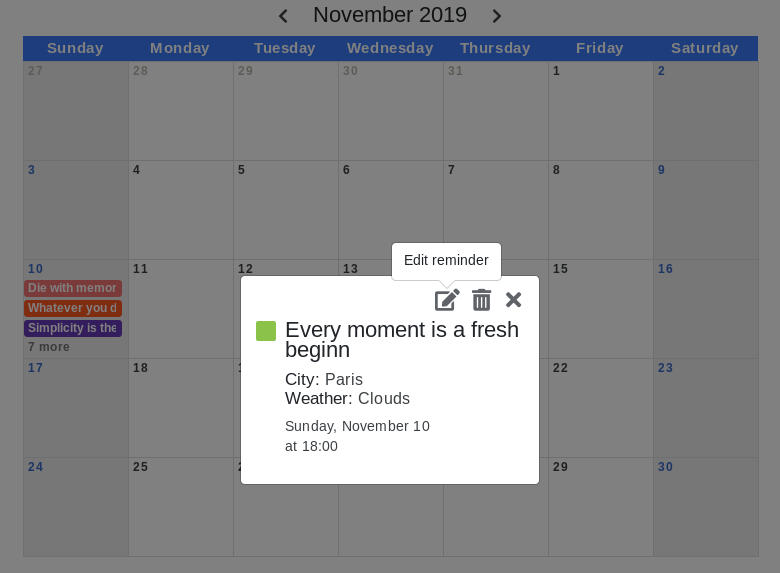 November 2019
Sunday Monday Tuesday Wednesday Thursday Friday Saturday
27 28 29 30 31 1 2
3 4 5 6 7 8 9
10 11 12 13 15 16
Die with memor
Whatever you d
Simplicity is the
7 more
Edit reminder
Every moment is a fresh
beginn
City: Paris
Weather: Clouds
Sunday, November 10
at 18:00
17 18 22 23
24 25 29 30